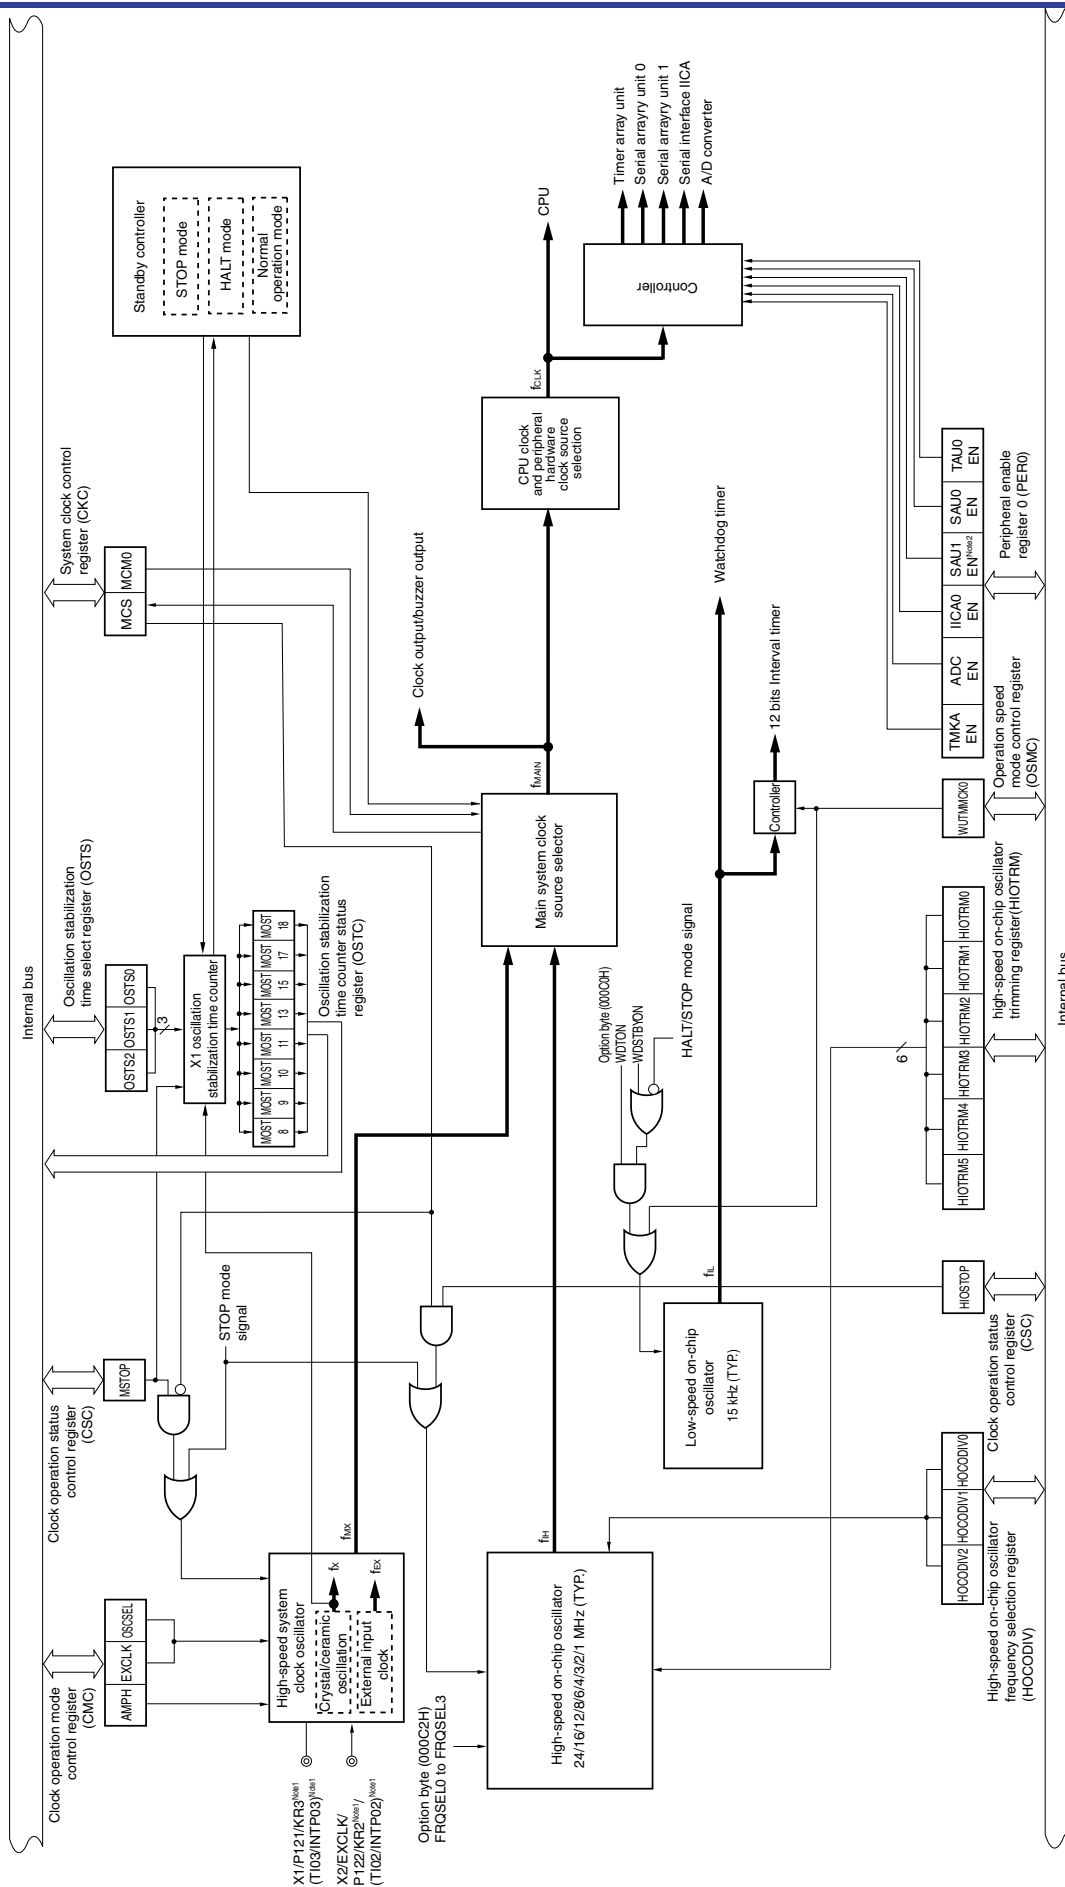 Internal bus
Clock operation mode
control register
(CMC)
AMPH
EXCLK
OSCSEL
Clock operation status
control register
(CSC)
MSTOP
STOP mode
signal
Oscillation stabilization
time select register (OSTS)
OSTS2
OSTS1
OSTS0
3
X1 oscillation
stabilization time counter
MOST
8
MOST
9
MOST
10
MOST
11
MOST
13
MOST
15
MOST
17
MOST
18
Oscillation stabilization
time counter status
register (OSTC)
System clock control
register (CKC)
MCS
MCM0
Standby controller
STOP mode
HALT mode
Normal
operation mode
X1/P121/KR3Note1
(TI03/INTP03)Note1
X2/EXCLK/
P122/KR2Note1/
(TI02/INTP02)Note1
High-speed system
clock oscillator
Crystal/ceramic
oscillation
External input
clock
fX
fEX
fMX
Main system clock
source selector
fMAIN
Clock output/buzzer output
CPU clock
and peripheral
hardware
clock source
selection
fCLK
CPU
Controller
Timer array unit
Serial arrayry unit 0
Serial arrayry unit 1
Serial interface IICA
A/D converter
Option byte (000C2H)
FRQSEL0 to FRQSEL3
High-speed on-chip oscillator
24/16/12/8/6/4/3/2/1 MHz (TYP.)
fIH
Option byte (000C0H)
WDTON
WDSTBYON
HALT/STOP mode signal
Low-speed on-chip
oscillator
15 kHz (TYP.)
fIL
Watchdog timer
Controller
12 bits Interval timer
6
HOCODIV2
HOCODIV1
HOCODIV0
High-speed on-chip oscillator
frequency selection register
(HOCODIV)
HIOSTOP
Clock operation status
control register
(CSC)
HIOTRM5
HIOTRM4
HIOTRM3
HIOTRM2
HIOTRM1
HIOTRM0
high-speed on-chip oscillator
trimming register(HIOTRM)
WUTMMCK0
Operation speed
mode control register
(OSMC)
TMKA
EN
ADC
EN
IICA0
EN
SAU1
ENNote2
SAU0
EN
TAU0
EN
Peripheral enable
register 0 (PER0)
Internal bus